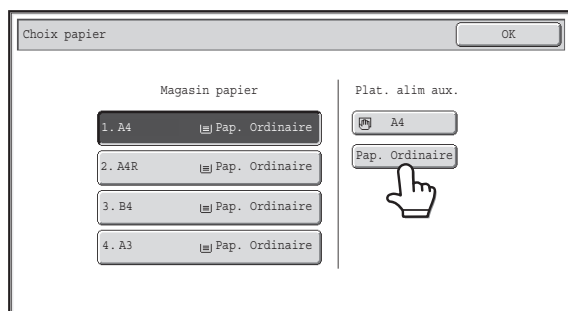 Choix papier
OK
Magasin papier
1. A4 Pap. Ordinaire
2. A4R Pap. Ordinaire
3. B4 Pap. Ordinaire
4. A3 Pap. Ordinaire
Plat. alim aux.
A4
Pap. Ordinaire